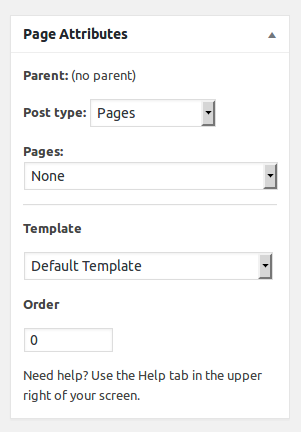 Page Attributes
Parent: (no parent)
Post type: Pages
Pages:
None
Template
Default Template
Order
0
Need help? Use the Help tab in the upper
right of your screen.